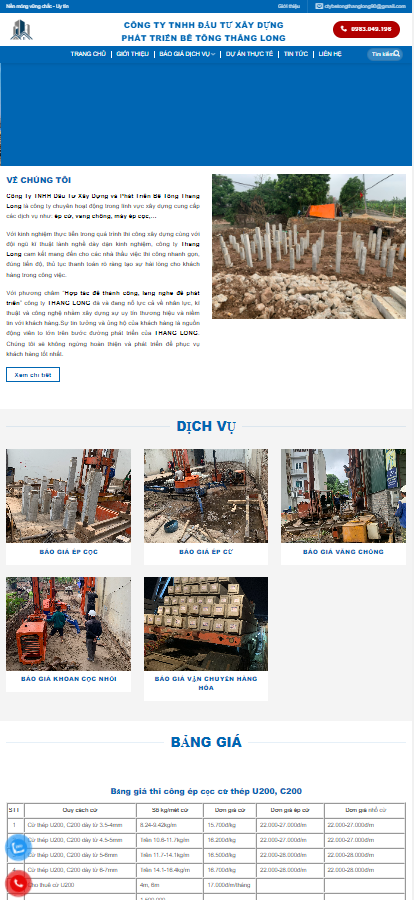 Nền móng vững chắc - Uy tín
Giới thiệu
ctybetongthanglong90@gmail.com
CÔNG TY TNHH ĐẦU TƯ XÂY DỰNG
PHÁT TRIỂN BÊ TÔNG THĂNG LONG
0983.049.196
TRANG CHỦ
GIỚI THIỆU
BÁO GIÁ DỊCH VỤ
DỰ ÁN THỰC TẾ
TIN TỨC
LIÊN HỆ
Tìm kiếm
VỀ CHÚNG TÔI
Công Ty TNHH Đầu Tư Xây Dựng và Phát Triển Bê Tông Thăng
Long là công ty chuyên hoạt động trong lĩnh vực xây dựng cung cấp
các dịch vụ như: ép cừ, văng chống, máy ép cọc,...
Với kinh nghiệm thực tiễn trong quá trình thi công xây dựng cùng với
đội ngũ kĩ thuật lành nghề dày dặn kinh nghiệm, công ty Thang
Long cam kết mang đến cho các nhà thầu việc thi công nhanh gọn,
đúng tiến độ, thủ tục thanh toán rõ ràng tạo sự hài lòng cho khách
hàng trong công việc.
Với phương châm "Hợp tác để thành công, lắng nghe để phát
triển" công ty THANG LONG đã và đang nỗ lực cả về nhân lực, kĩ
thuật và công nghệ nhằm xây dựng sự uy tín thương hiệu và niềm
tin với khách hàng.Sự tin tưởng và ủng hộ của khách hàng là nguồn
động viên to lớn trên bước đường phát triển của THANG LONG.
Chúng tôi sẽ không ngừng hoàn thiện và phát triển để phục vụ
khách hàng tốt nhất.
Xem chi tiết
DỊCH VỤ
BÁO GIÁ ÉP CỌC
BÁO GIÁ ÉP CỪ
BÁO GIÁ VĂNG CHỐNG
BÁO GIÁ KHOAN CỌC NHỒI
BÁO GIÁ VẬN CHUYỂN HÀNG
HÓA
BẢNG GIÁ
Bảng giá thi công ép cọc cừ thép U200, C200
STT Quy cách cừ Số kg/mét cừ Đơn giá cừ Đơn giá ép cừ Đơn giá nhổ cừ
1 Cừ thép U200, C200 dày từ 3.5-4mm 8.24-9.42kg/m 15.700đ/kg 22.000-27.000đ/m 22.000-27.000đ/m
Cừ thép U200, C200 dày từ 4.5-5mm Trên 10.6-11.7kg/m 16.200đ/kg 22.000-27.000đ/m 22.000-27.000đ/m
Cừ thép U200, C200 dày từ 5-6mm Trên 11.7-14.1kg/m 16.500đ/kg 22.000-28.000đ/m 22.000-28.000đ/m
Cừ thép U200, C200 dày từ 6-7mm Trên 14.1-16.4kg/m 16.700đ/kg 22.000-28.000đ/m 22.000-28.000đ/m
Cho thuê cừ U200 4m, 6m 17.000đ/m/tháng